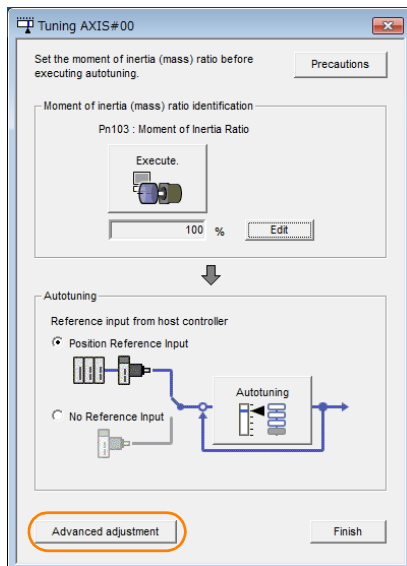 Tuning AXIS#00
Set the moment of inertia (mass) ratio before
executing autotuning.
Precautions
Moment of inertia (mass) ratio identification
Pn103 : Moment of Inertia Ratio
Execute.
100 %
Edit
Autotuning
Reference input from host controller
Position Reference Input
No Reference Input
Autotuning
Advanced adjustment
Finish